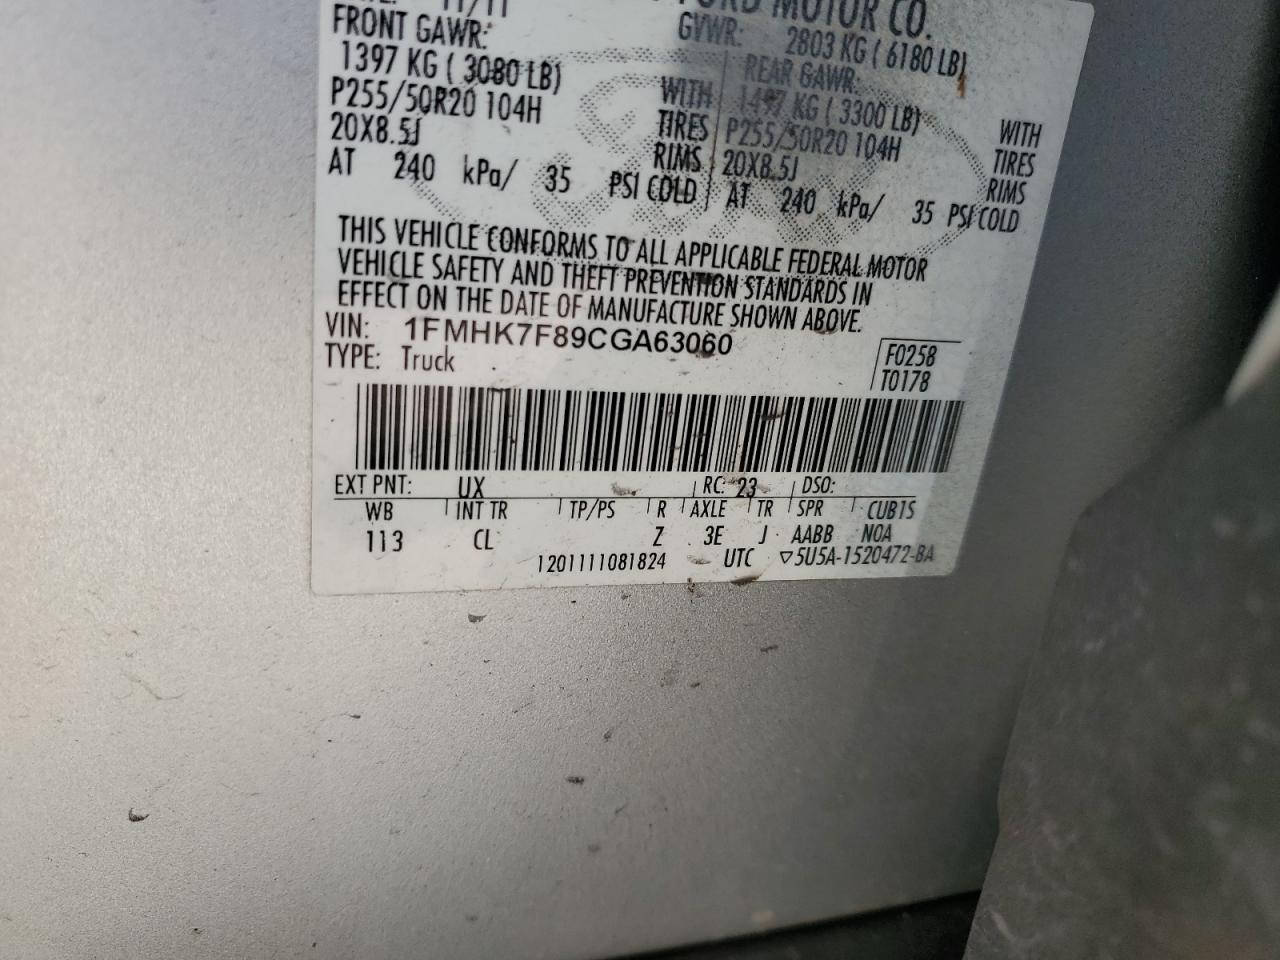 11/11 FORD MOTOR CO.
FRONT GAWR: GVWR: 2803 KG ( 6180 LB)
1397 KG ( 3080 LB) REAR GAWR:
P255/50R20 104H WITH 1497 KG ( 3300 LB) WITH
20X8.5J TIRES P255/50R20 104H TIRES
RIMS 20X8.5J RIMS
AT 240 kPa/ 35 PSI COLD AT 240 kPa/ 35 PSI COLD
THIS VEHICLE CONFORMS TO ALL APPLICABLE FEDERAL MOTOR
VEHICLE SAFETY AND THEFT PREVENTION STANDARDS IN
EFFECT ON THE DATE OF MANUFACTURE SHOWN ABOVE.
VIN: 1FMHK7F89CGA63060
TYPE: Truck
F0258
T0178
EXT PNT: UX RC: 23 DSO:
WB INT TR TP/PS R AXLE TR SPR CUB1S
113 CL Z 3E J AABB NOA
1201111081824 UTC ▽5U5A-1520472-BA